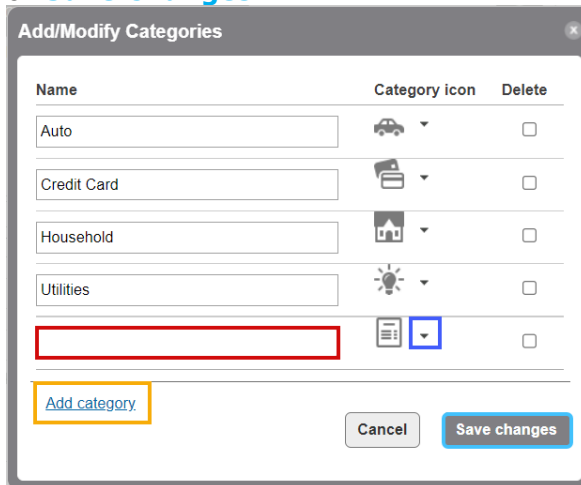 Add/Modify Categories
Name Category icon Delete
Auto
Credit Card
Household
Utilities
Add category
Cancel Save changes